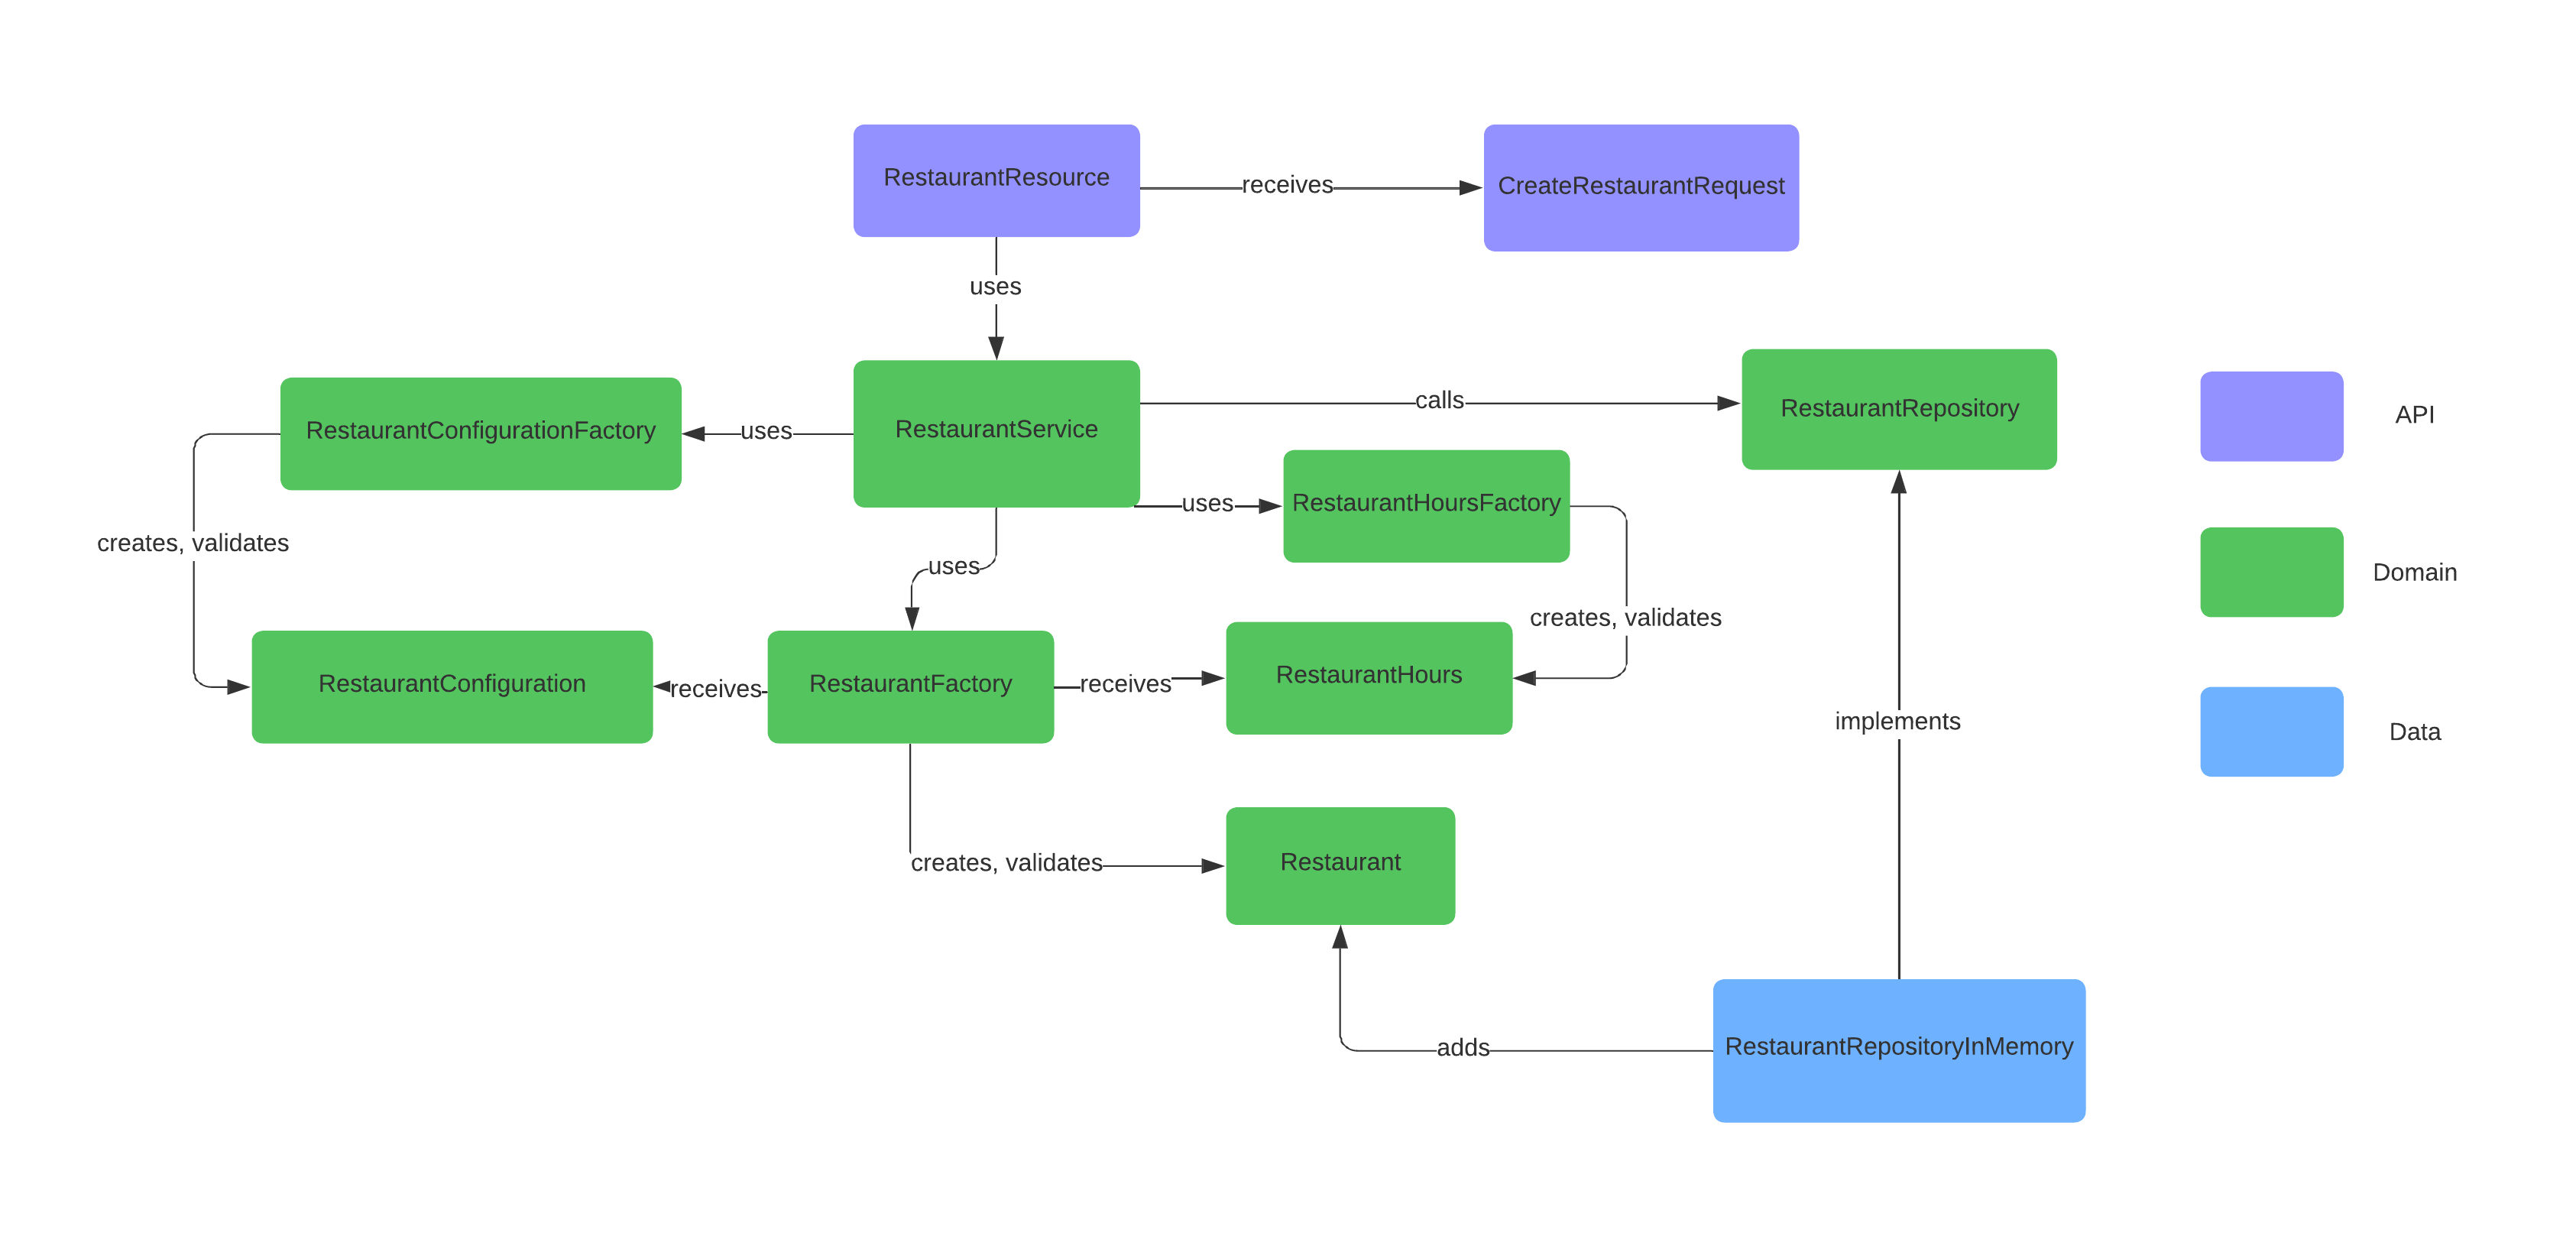 RestaurantResource
receives
CreateRestaurantRequest
uses
RestaurantConfigurationFactory
uses
RestaurantService
calls
RestaurantRepository
API
uses
RestaurantHoursFactory
creates, validates
uses
Domain
creates, validates
RestaurantConfiguration
receives
RestaurantFactory
receives
RestaurantHours
implements
Data
creates, validates
Restaurant
adds
RestaurantRepositoryInMemory